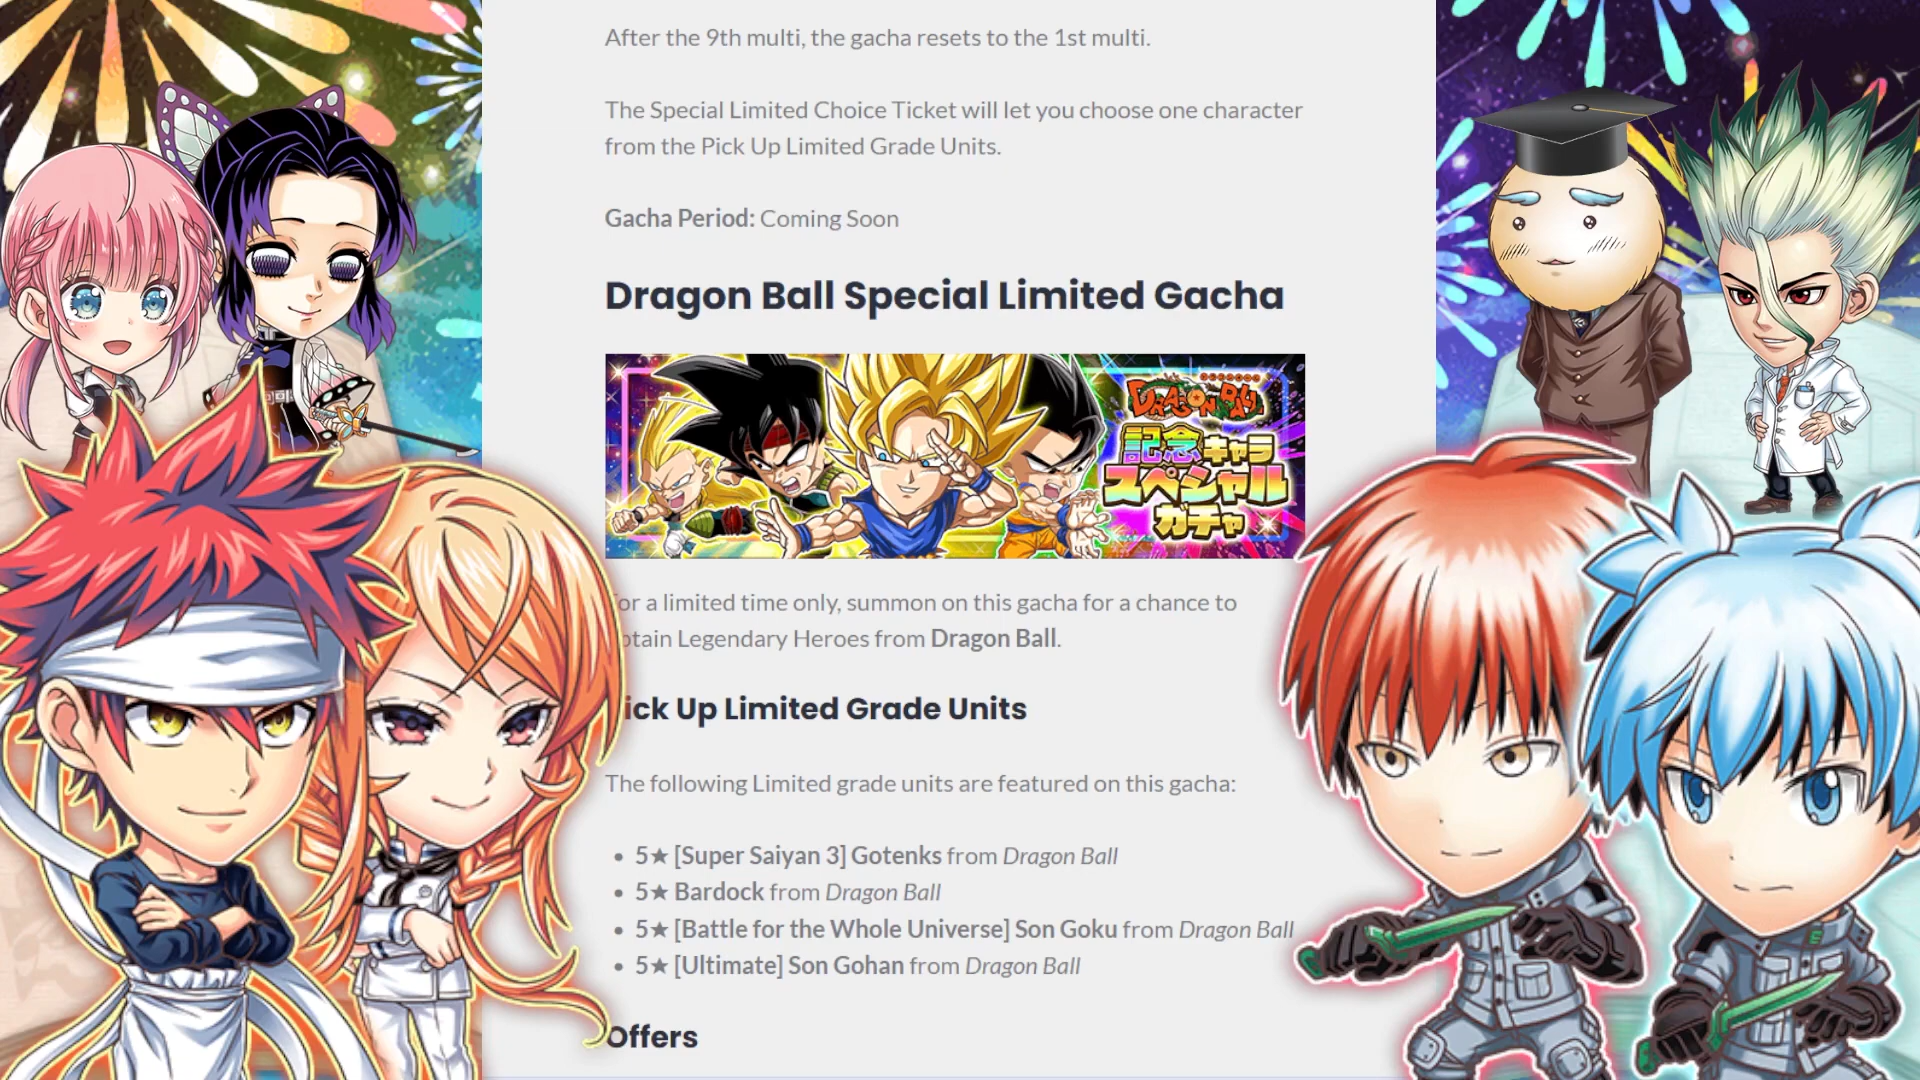 After the 9th multi, the gacha resets to the 1st multi.
The Special Limited Choice Ticket will let you choose one character
from the Pick Up Limited Grade Units.
Gacha Period: Coming Soon
Dragon Ball Special Limited Gacha
DRAGON BALL
記念キャラ
スペシャル
ガチャ
or a limited time only, summon on this gacha for a chance to
btain Legendary Heroes from Dragon Ball.
ick Up Limited Grade Units
The following Limited grade units are featured on this gacha:
• 5★ [Super Saiyan 3] Gotenks from Dragon Ball
• 5★ Bardock from Dragon Ball
• 5★ [Battle for the Whole Universe] Son Goku from Dragon Ball
• 5★ [Ultimate] Son Gohan from Dragon Ball
Offers